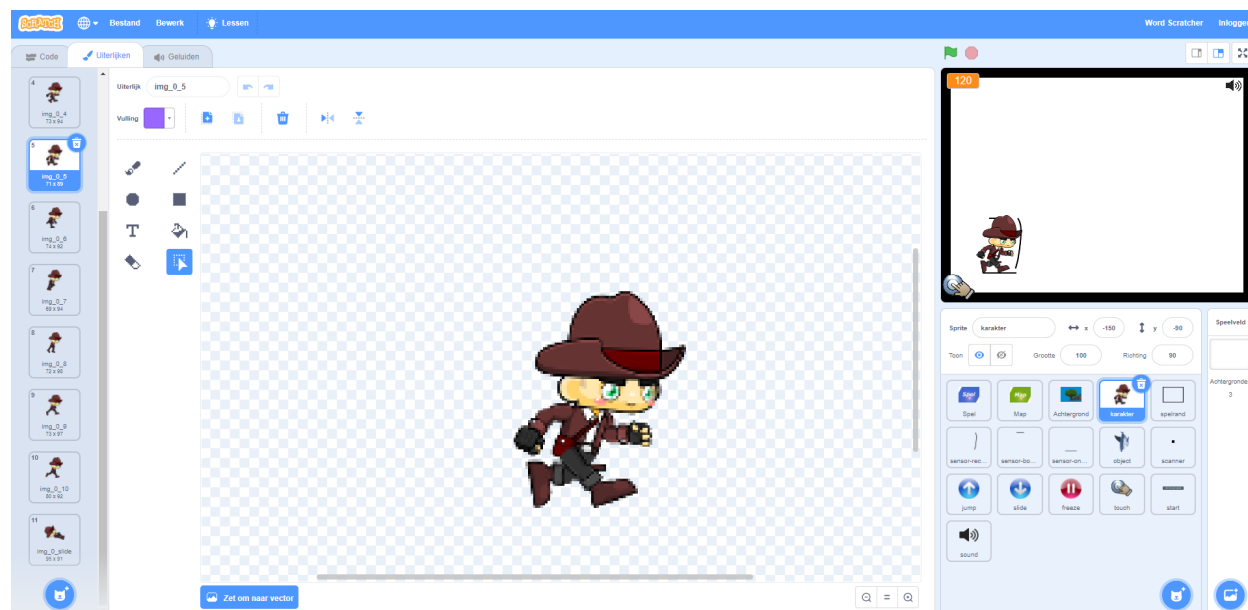 SCRATCH Bestand Bewerk Lessen Word Scratcher Inloggen
Code Uiterlijken Geluiden
4
img_0_4
73 x 94
5
img_0_5
71 x 89
6
img_0_6
74 x 92
7
img_0_7
69 x 94
8
img_0_8
72 x 95
9
img_0_9
73 x 97
10
img_0_10
80 x 92
11
img_0_slide
95 x 91
Uiterlijk img_0_5
Vulling
T
Zet om naar vector
120
Sprite karakter x -150 y -90
Toon Grootte 100 Richting 90
Spel Map Achtergrond karakter spelrand
sensor-rec... sensor-bo... sensor-on... object scanner
jump slide freeze touch start
sound
Speelveld
Achtergronde
3